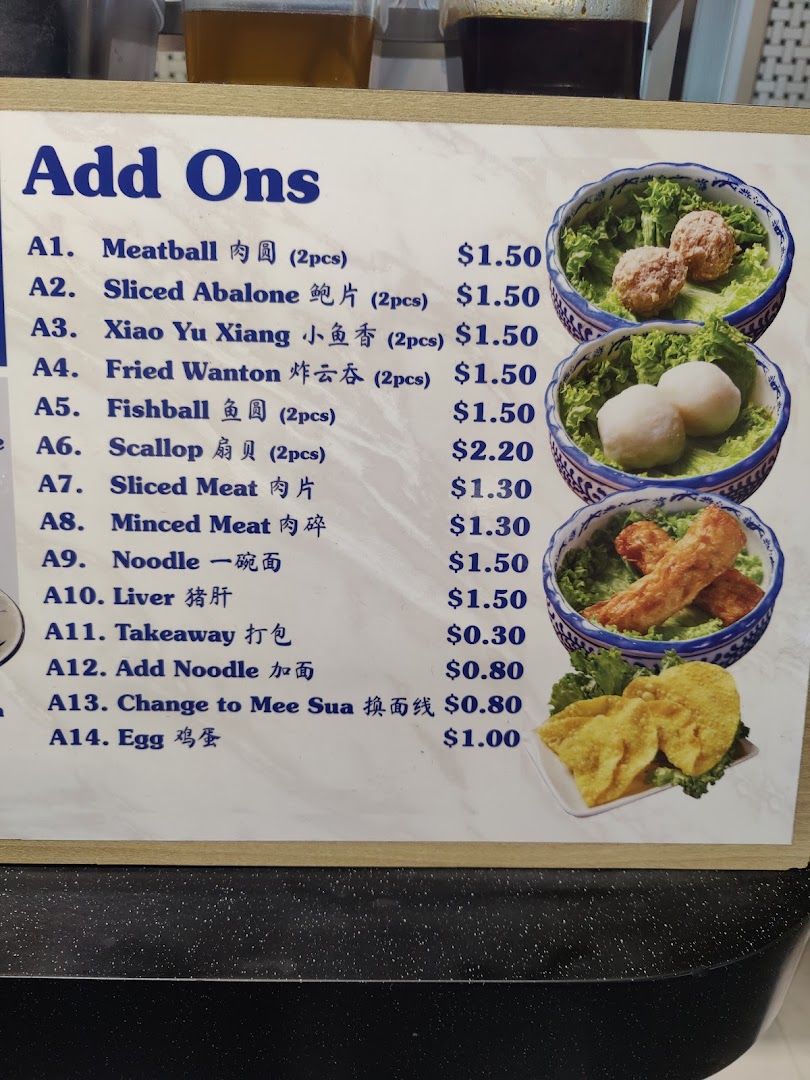 Add Ons
A1. Meatball 肉圆 (2pcs) $1.50
A2. Sliced Abalone 鲍片 (2pcs) $1.50
A3. Xiao Yu Xiang 小鱼香 (2pcs) $1.50
A4. Fried Wanton 炸云吞 (2pcs) $1.50
A5. Fishball 鱼圆 (2pcs) $1.50
A6. Scallop 扇贝 (2pcs) $2.20
A7. Sliced Meat 肉片 $1.30
A8. Minced Meat 肉碎 $1.30
A9. Noodle 一碗面 $1.50
A10. Liver 猪肝 $1.50
A11. Takeaway 打包 $0.30
A12. Add Noodle 加面 $0.80
A13. Change to Mee Sua 换面线 $0.80
A14. Egg 鸡蛋 $1.00